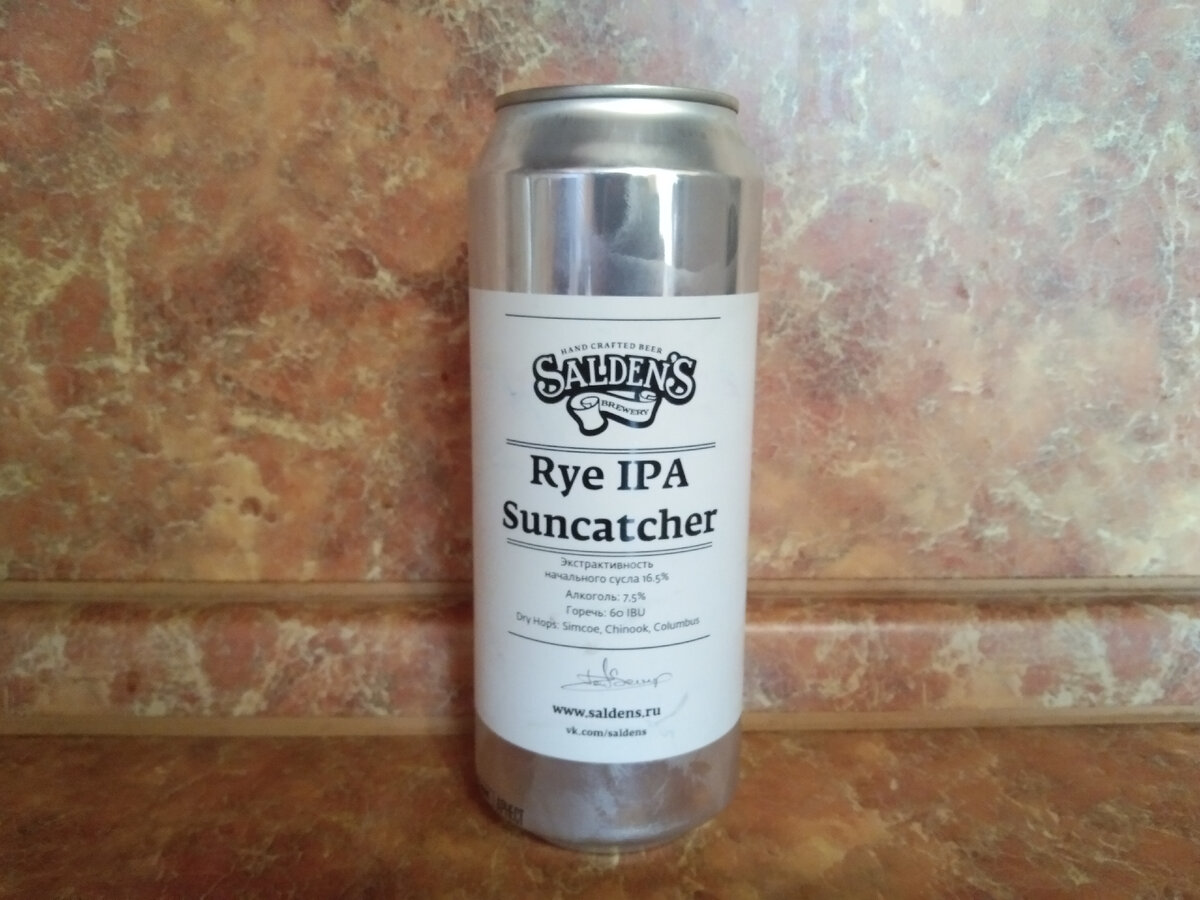 HAND CRAFTED BEER
SALDEN'S
BREWERY
Rye IPA
Suncatcher
Экстрактивность
начального сусла 16.5%
Алкоголь: 7.5%
Горечь: 60 IBU
Dry Hops: Simcoe, Chinook, Columbus
www.saldens.ru
vk.com/saldens